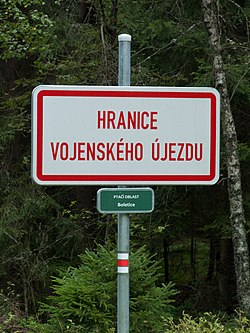 HRANICE
VOJENSKÉHO ÚJEZDU
PTAČÍ OBLAST
Boletice